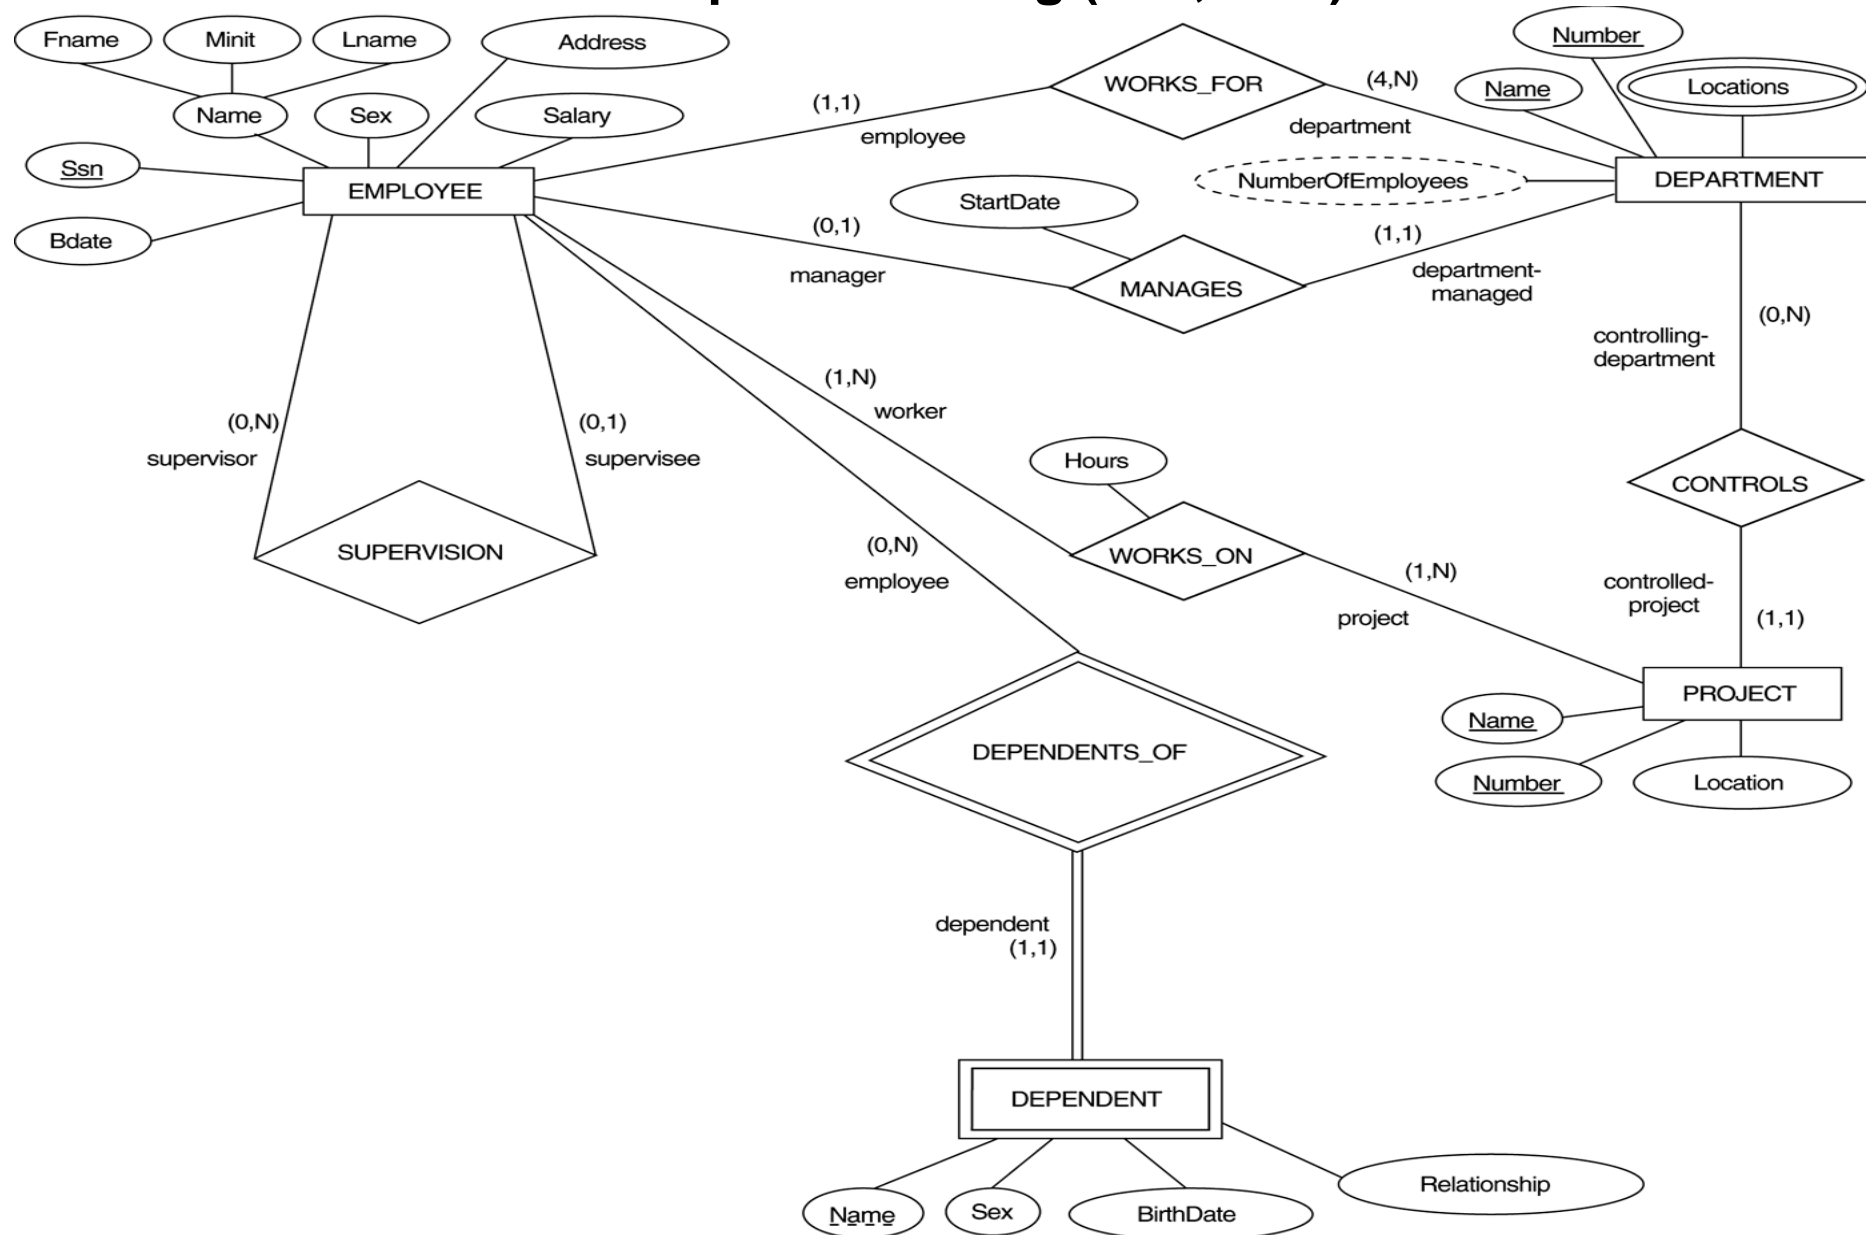 Fname
Minit
Lname
Address
Number
Name
Sex
Salary
WORKS_FOR
(4,N)
Name
Locations
(1,1)
employee
department
Ssn
EMPLOYEE
NumberOfEmployees
DEPARTMENT
StartDate
Bdate
(0,1)
manager
MANAGES
(1,1)
department-
managed
(0,N)
controlling-
department
(1,N)
worker
(0,N)
supervisor
(0,1)
supervisee
Hours
CONTROLS
SUPERVISION
(0,N)
employee
WORKS_ON
(1,N)
project
controlled-
project
(1,1)
PROJECT
Name
Number
Location
DEPENDENTS_OF
dependent
(1,1)
DEPENDENT
Name
Sex
BirthDate
Relationship